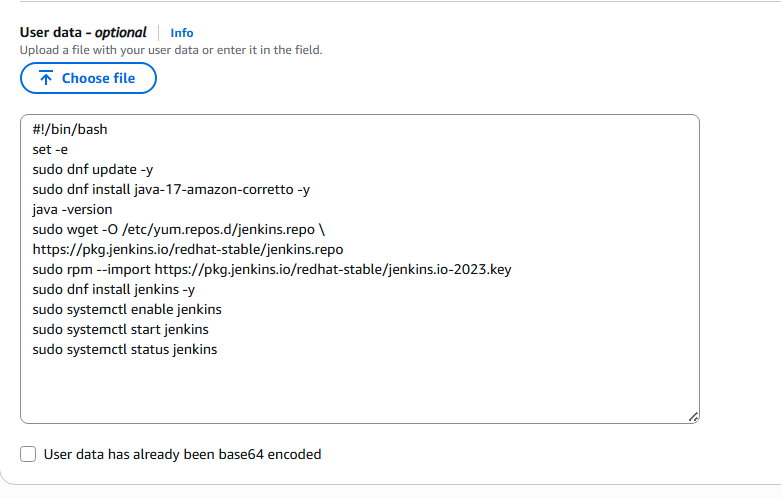 User data - optional Info
Upload a file with your user data or enter it in the field.
Choose file
#!/bin/bash
set -e
sudo dnf update -y
sudo dnf install java-17-amazon-corretto -y
java -version
sudo wget -O /etc/yum.repos.d/jenkins.repo \
https://pkg.jenkins.io/redhat-stable/jenkins.repo
sudo rpm --import https://pkg.jenkins.io/redhat-stable/jenkins.io-2023.key
sudo dnf install jenkins -y
sudo systemctl enable jenkins
sudo systemctl start jenkins
sudo systemctl status jenkins
User data has already been base64 encoded